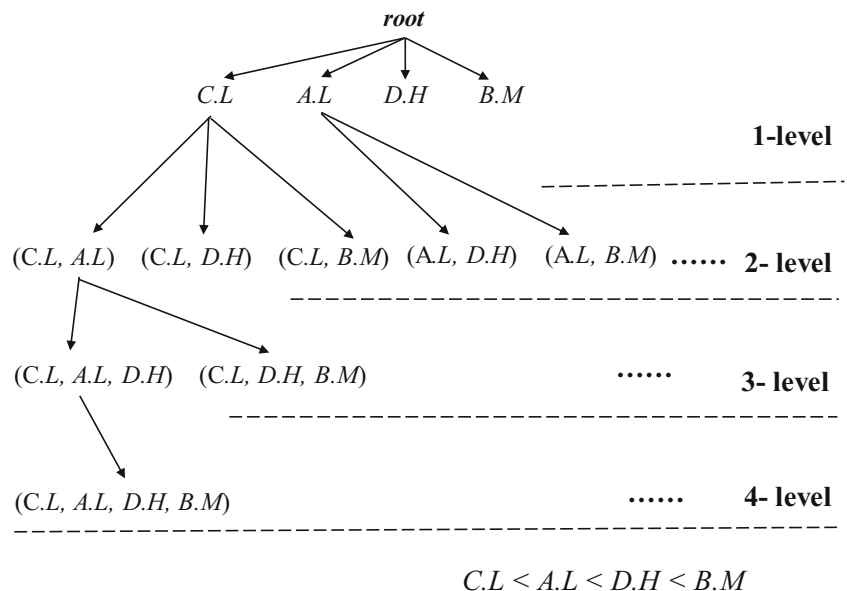 root
C.L A.L D.H B.M
1-level
(C.L, A.L) (C.L, D.H) (C.L, B.M) (A.L, D.H) (A.L, B.M) ...... 2- level
(C.L, A.L, D.H) (C.L, D.H, B.M) ...... 3- level
(C.L, A.L, D.H, B.M) ...... 4- level
C.L < A.L < D.H < B.M